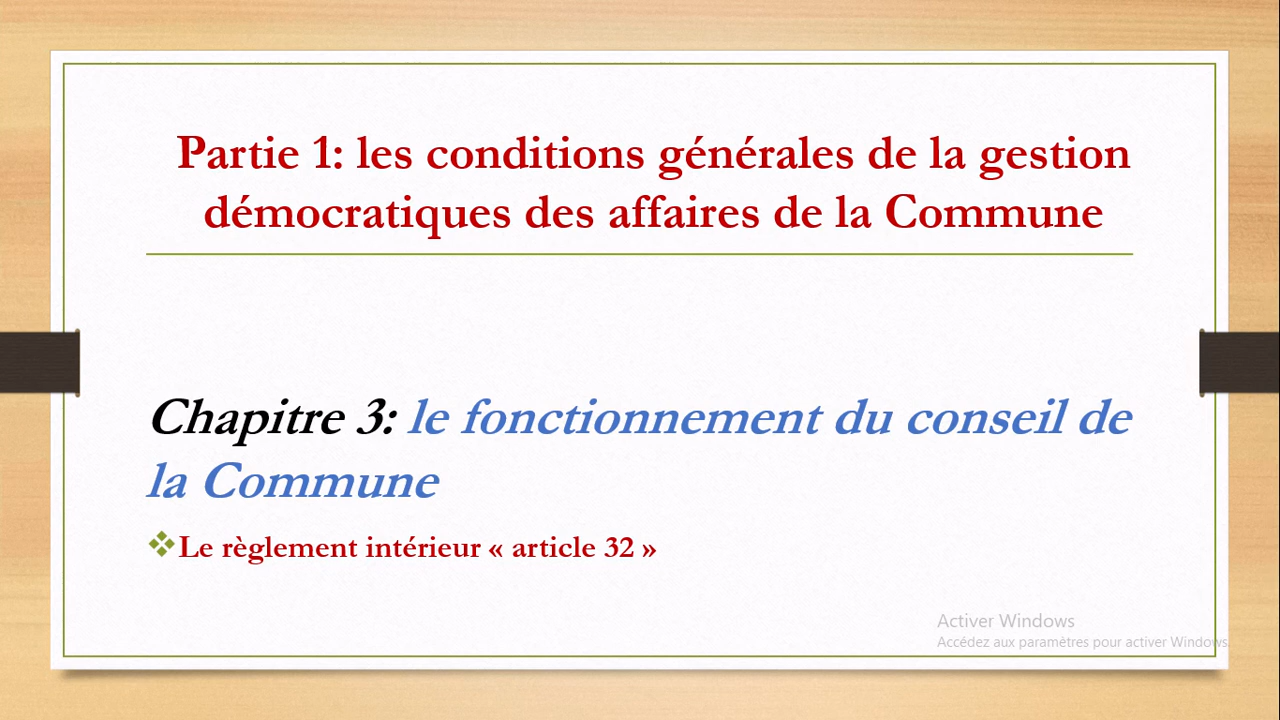 Partie 1: les conditions générales de la gestion
démocratiques des affaires de la Commune
Chapitre 3: le fonctionnement du conseil de
la Commune
Le règlement intérieur « article 32 »
Activer Windows
Accédez aux paramètres pour activer Windows.